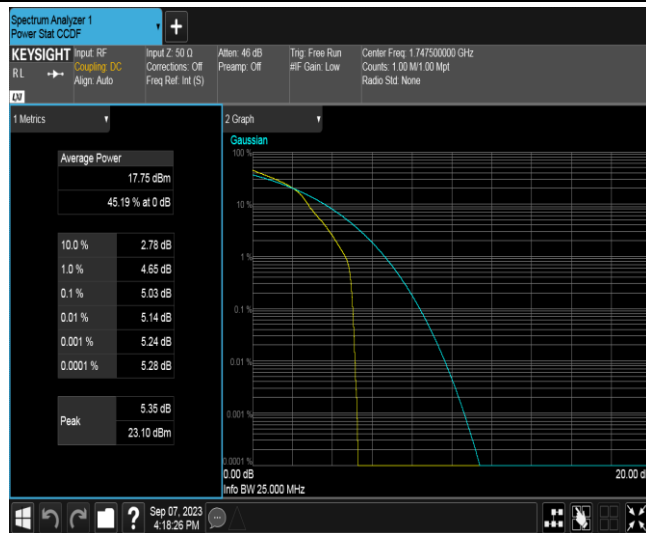 Spectrum Analyzer 1
Power Stat CCDF
KEYSIGHT
RL
Input: RF
Coupling: DC
Align: Auto
Input Z: 50 Ω
Corrections: Off
Freq Ref: Int (S)
Atten: 46 dB
Preamp: Off
Trig: Free Run
#IF Gain: Low
Center Freq: 1.747500000 GHz
Counts: 1.00 M/1.00 Mpt
Radio Std: None
1 Metrics
Average Power
17.75 dBm
45.19 % at 0 dB
10.0 % 2.78 dB
1.0 % 4.65 dB
0.1 % 5.03 dB
0.01 % 5.14 dB
0.001 % 5.24 dB
0.0001 % 5.28 dB
Peak
5.35 dB
23.10 dBm
2 Graph
Gaussian
100 %
10 %
1 %
0.1 %
0.01 %
0.001 %
0.0001 %
0.00 dB
20.00 d
Info BW 25.000 MHz
?
Sep 07, 2023
4:18:26 PM